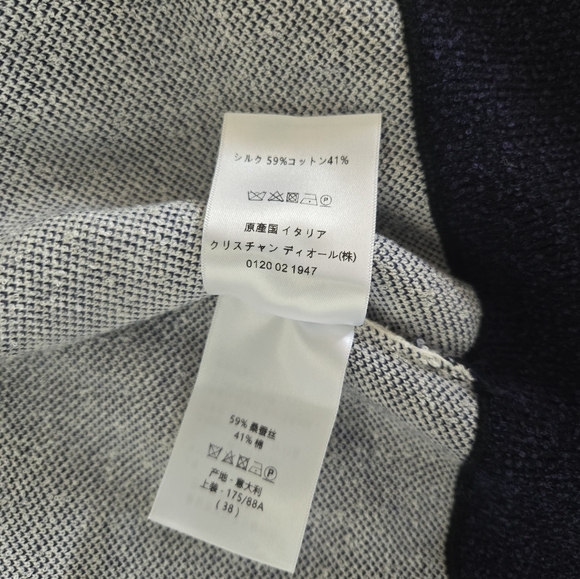 シルク 59%コットン41%
P
原産国 イタリア
クリスチャン ディオール(株)
0120 02 1947
59% 桑蚕丝
41% 棉
P
产地 · 意大利
上装 · 175/88A
( 38 )